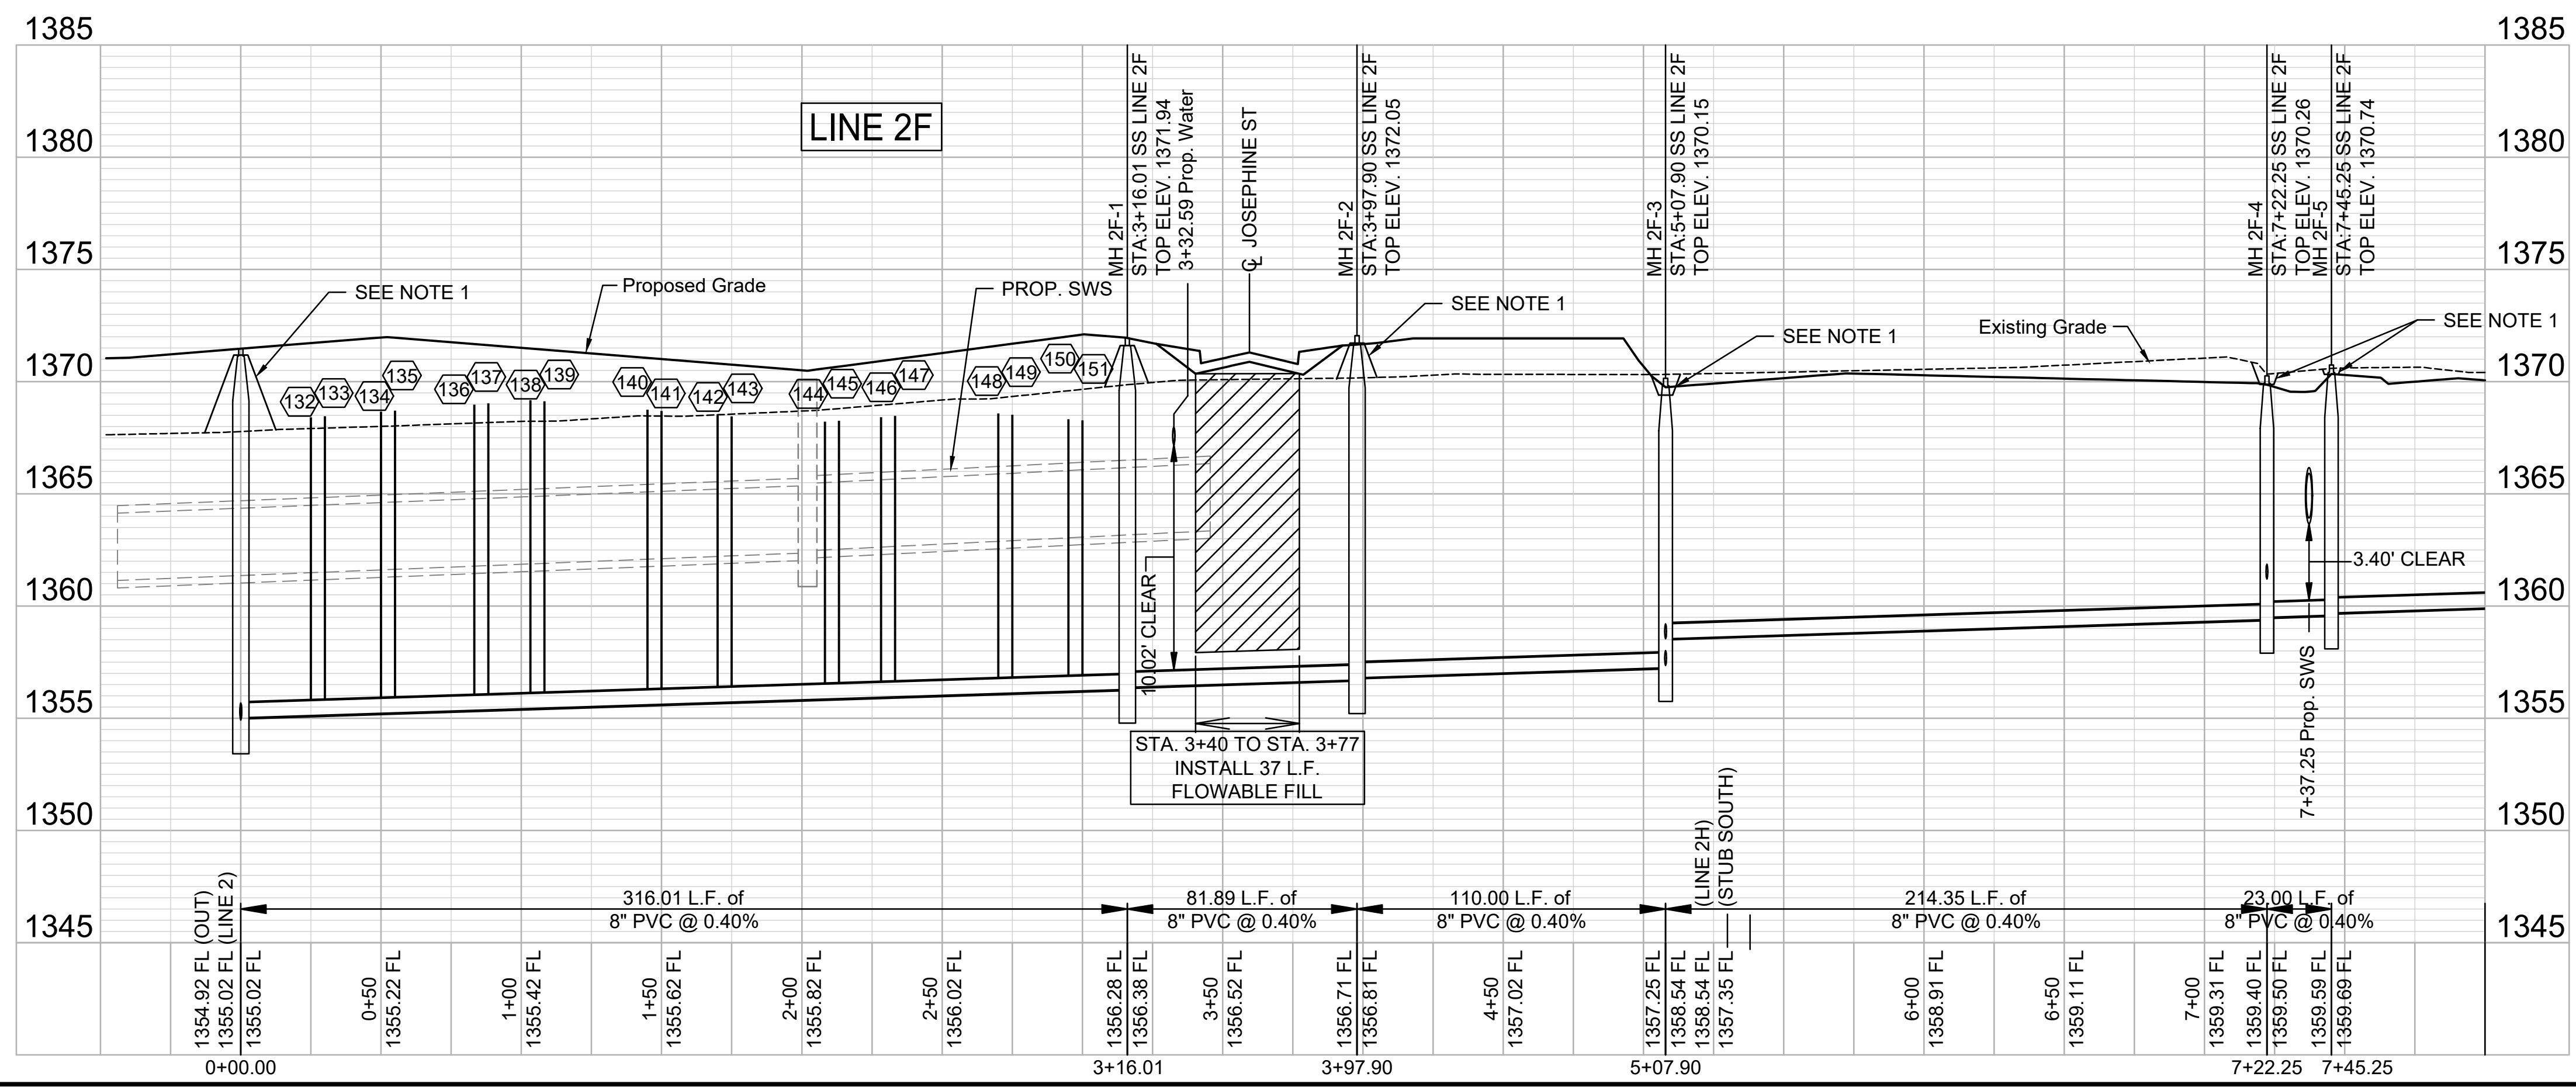 1385
1380
1375
1370
1365
1360
1355
1350
1345
1385
1380
1375
1370
1365
1360
1355
1350
1345
LINE 2F
SEE NOTE 1
Proposed Grade
PROP. SWS
MH 2F-1
STA:3+16.01 SS LINE 2F
TOP ELEV. 1371.94
3+32.59 Prop. Water
℄ JOSEPHINE ST
MH 2F-2
STA:3+97.90 SS LINE 2F
TOP ELEV. 1372.05
SEE NOTE 1
MH 2F-3
STA:5+07.90 SS LINE 2F
TOP ELEV. 1370.15
SEE NOTE 1
Existing Grade
MH 2F-4
STA:7+22.25 SS LINE 2F
TOP ELEV. 1370.26
MH 2F-5
STA:7+45.25 SS LINE 2F
TOP ELEV. 1370.74
SEE NOTE 1
132
133
134
135
136
137
138
139
140
141
142
143
144
145
146
147
148
149
150
151
10.02' CLEAR
3.40' CLEAR
7+37.25 Prop. SWS
STA. 3+40 TO STA. 3+77
INSTALL 37 L.F.
FLOWABLE FILL
(LINE 2H)
(STUB SOUTH)
316.01 L.F. of
8" PVC @ 0.40%
81.89 L.F. of
8" PVC @ 0.40%
110.00 L.F. of
8" PVC @ 0.40%
214.35 L.F. of
8" PVC @ 0.40%
23.00 L.F. of
8" PVC @ 0.40%
1354.92 FL (OUT)
1355.02 FL (LINE 2)
1355.02 FL
0+50
1355.22 FL
1+00
1355.42 FL
1+50
1355.62 FL
2+00
1355.82 FL
2+50
1356.02 FL
1356.28 FL
1356.38 FL
3+50
1356.52 FL
1356.71 FL
1356.81 FL
4+50
1357.02 FL
1357.25 FL
1358.54 FL
1358.54 FL
1357.35 FL
6+00
1358.91 FL
6+50
1359.11 FL
7+00
1359.31 FL
1359.40 FL
1359.50 FL
1359.59 FL
1359.69 FL
0+00.00
3+16.01
3+97.90
5+07.90
7+22.25
7+45.25